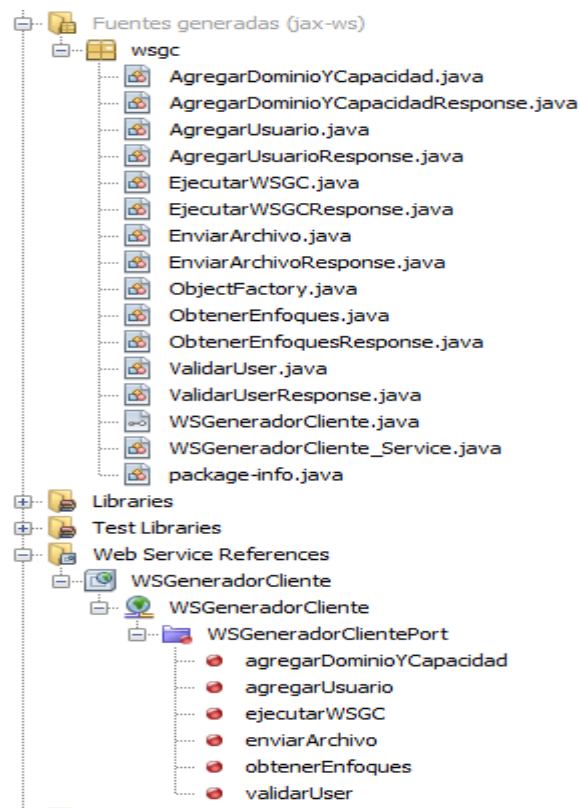 Fuentes generadas (jax-ws)
wsgc
AgregarDominioYCapacidad.java
AgregarDominioYCapacidadResponse.java
AgregarUsuario.java
AgregarUsuarioResponse.java
EjecutarWSGC.java
EjecutarWSGCResponse.java
EnviarArchivo.java
EnviarArchivoResponse.java
ObjectFactory.java
ObtenerEnfoques.java
ObtenerEnfoquesResponse.java
ValidarUser.java
ValidarUserResponse.java
WSGeneradorCliente.java
WSGeneradorCliente_Service.java
package-info.java
Libraries
Test Libraries
Web Service References
WSGeneradorCliente
WSGeneradorCliente
WSGeneradorClientePort
agregarDominioYCapacidad
agregarUsuario
ejecutarWSGC
enviarArchivo
obtenerEnfoques
validarUser